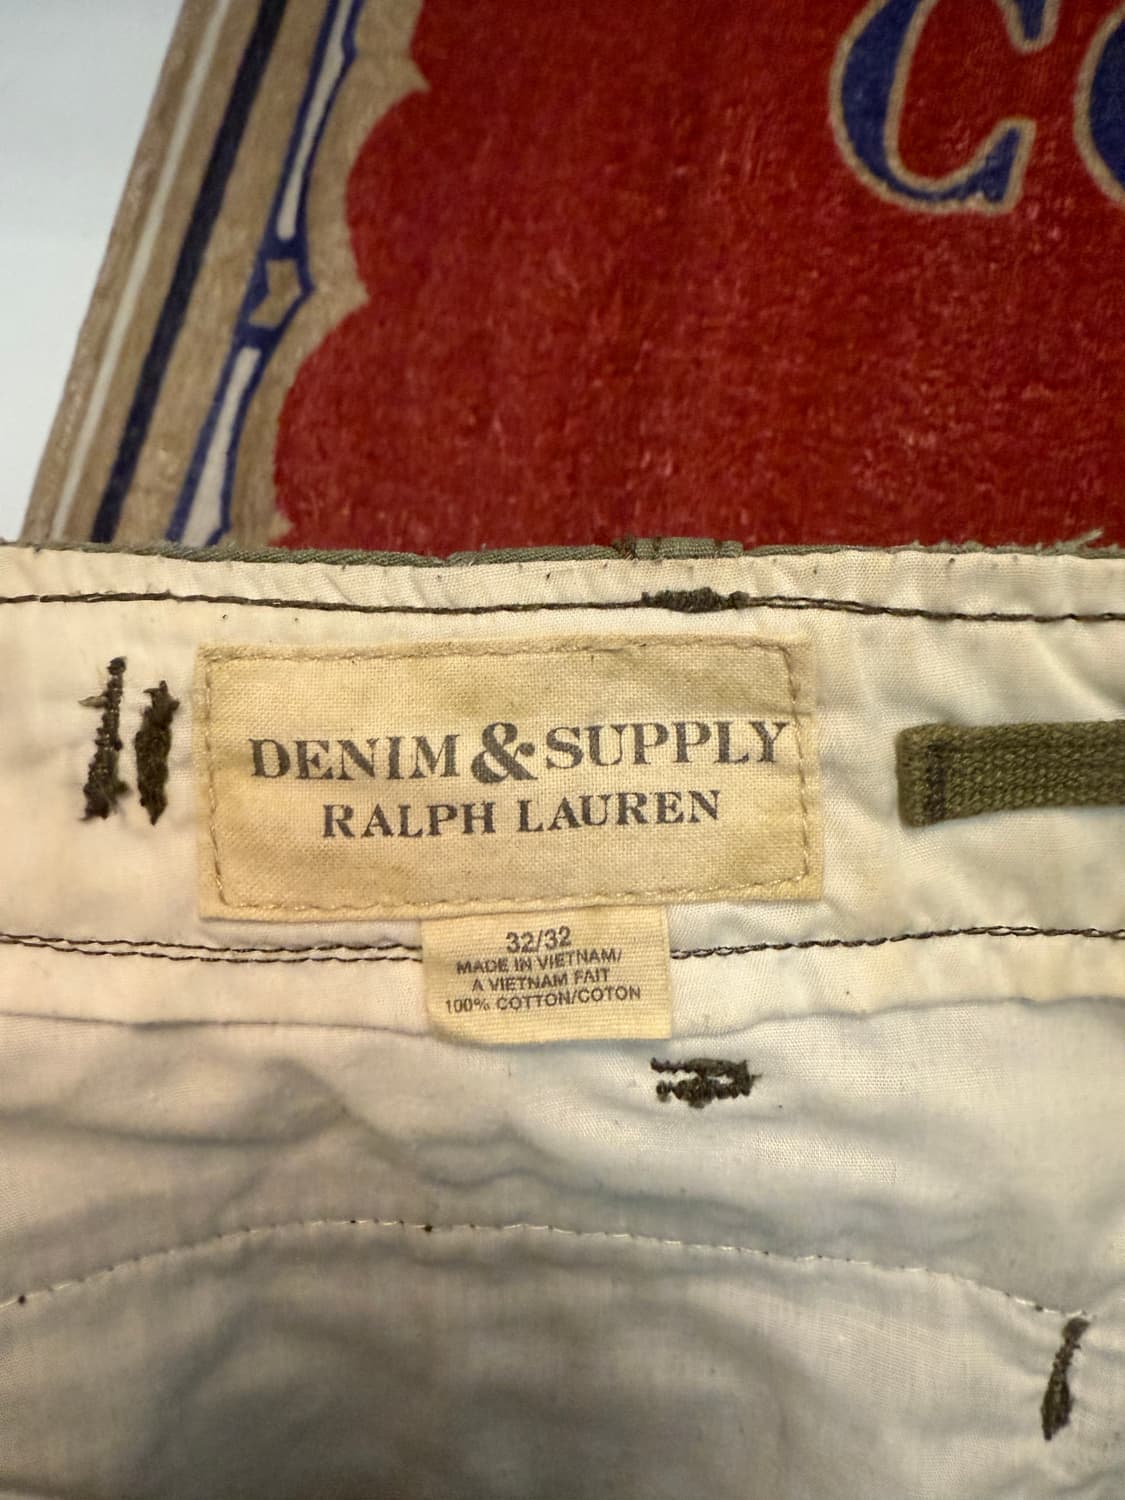 DENIM & SUPPLY
RALPH LAUREN
32/32
MADE IN VIETNAM/
A VIETNAM FAIT
100% COTTON/COTON